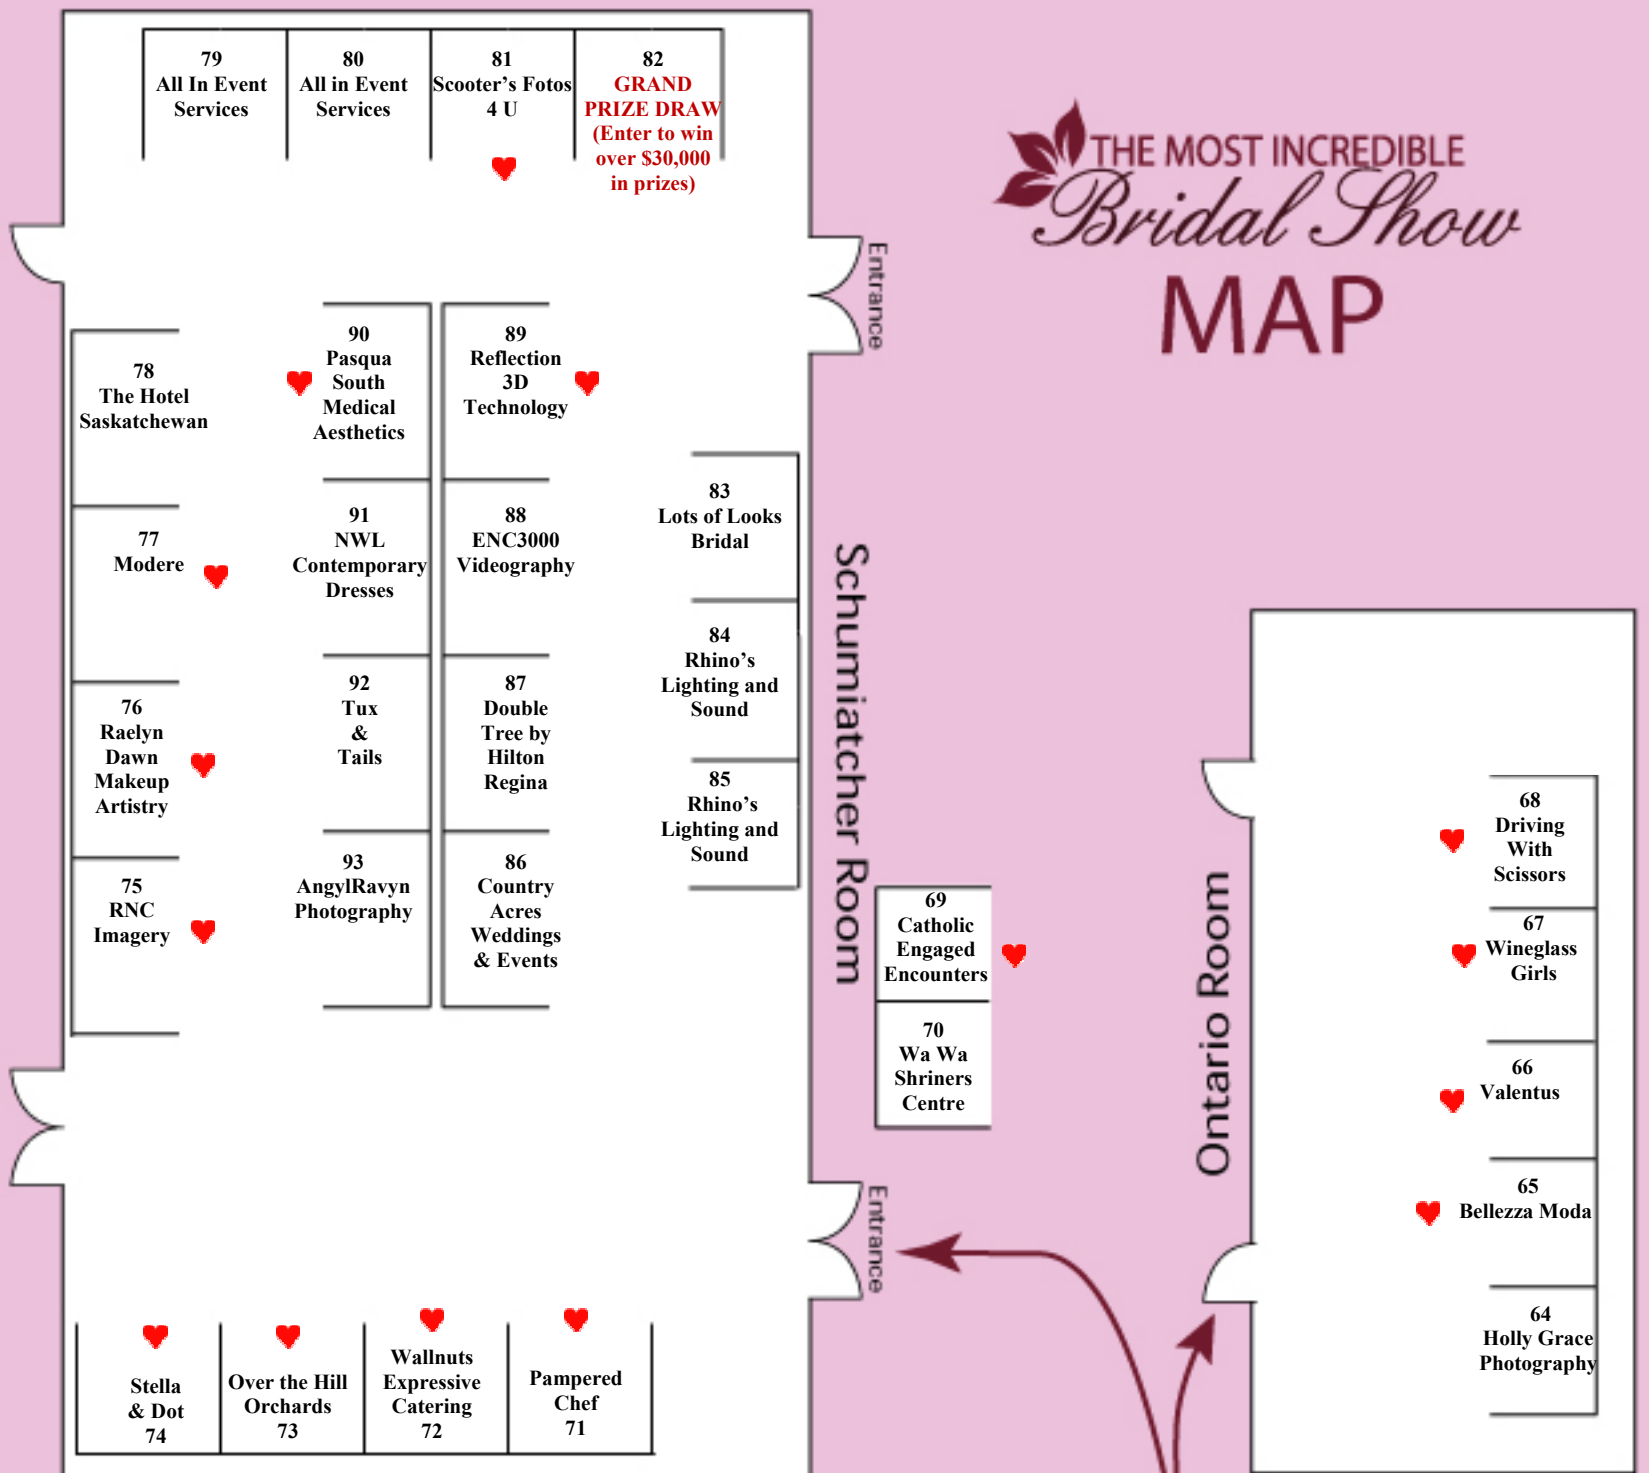 79
All In Event
Services
80
All in Event
Services
81
Scooter's Fotos
4 U
82
GRAND
PRIZE DRAW
(Enter to win
over $30,000
in prizes)
THE MOST INCREDIBLE
Bridal Show
MAP
Entrance
78
The Hotel
Saskatchewan
90
Pasqua
South
Medical
Aesthetics
89
Reflection
3D
Technology
77
Modere
91
NWL
Contemporary
Dresses
88
ENC3000
Videography
83
Lots of Looks
Bridal
76
Raelyn
Dawn
Makeup
Artistry
92
Tux
&
Tails
87
Double
Tree by
Hilton
Regina
84
Rhino's
Lighting and
Sound
85
Rhino's
Lighting and
Sound
75
RNC
Imagery
93
AngylRavyn
Photography
86
Country
Acres
Weddings
& Events
Schumiatcher Room
69
Catholic
Engaged
Encounters
70
Wa Wa
Shriners
Centre
Ontario Room
68
Driving
With
Scissors
67
Wineglass
Girls
66
Valentus
65
Bellezza Moda
64
Holly Grace
Photography
Entrance
Stella
& Dot
74
Over the Hill
Orchards
73
Wallnuts
Expressive
Catering
72
Pampered
Chef
71